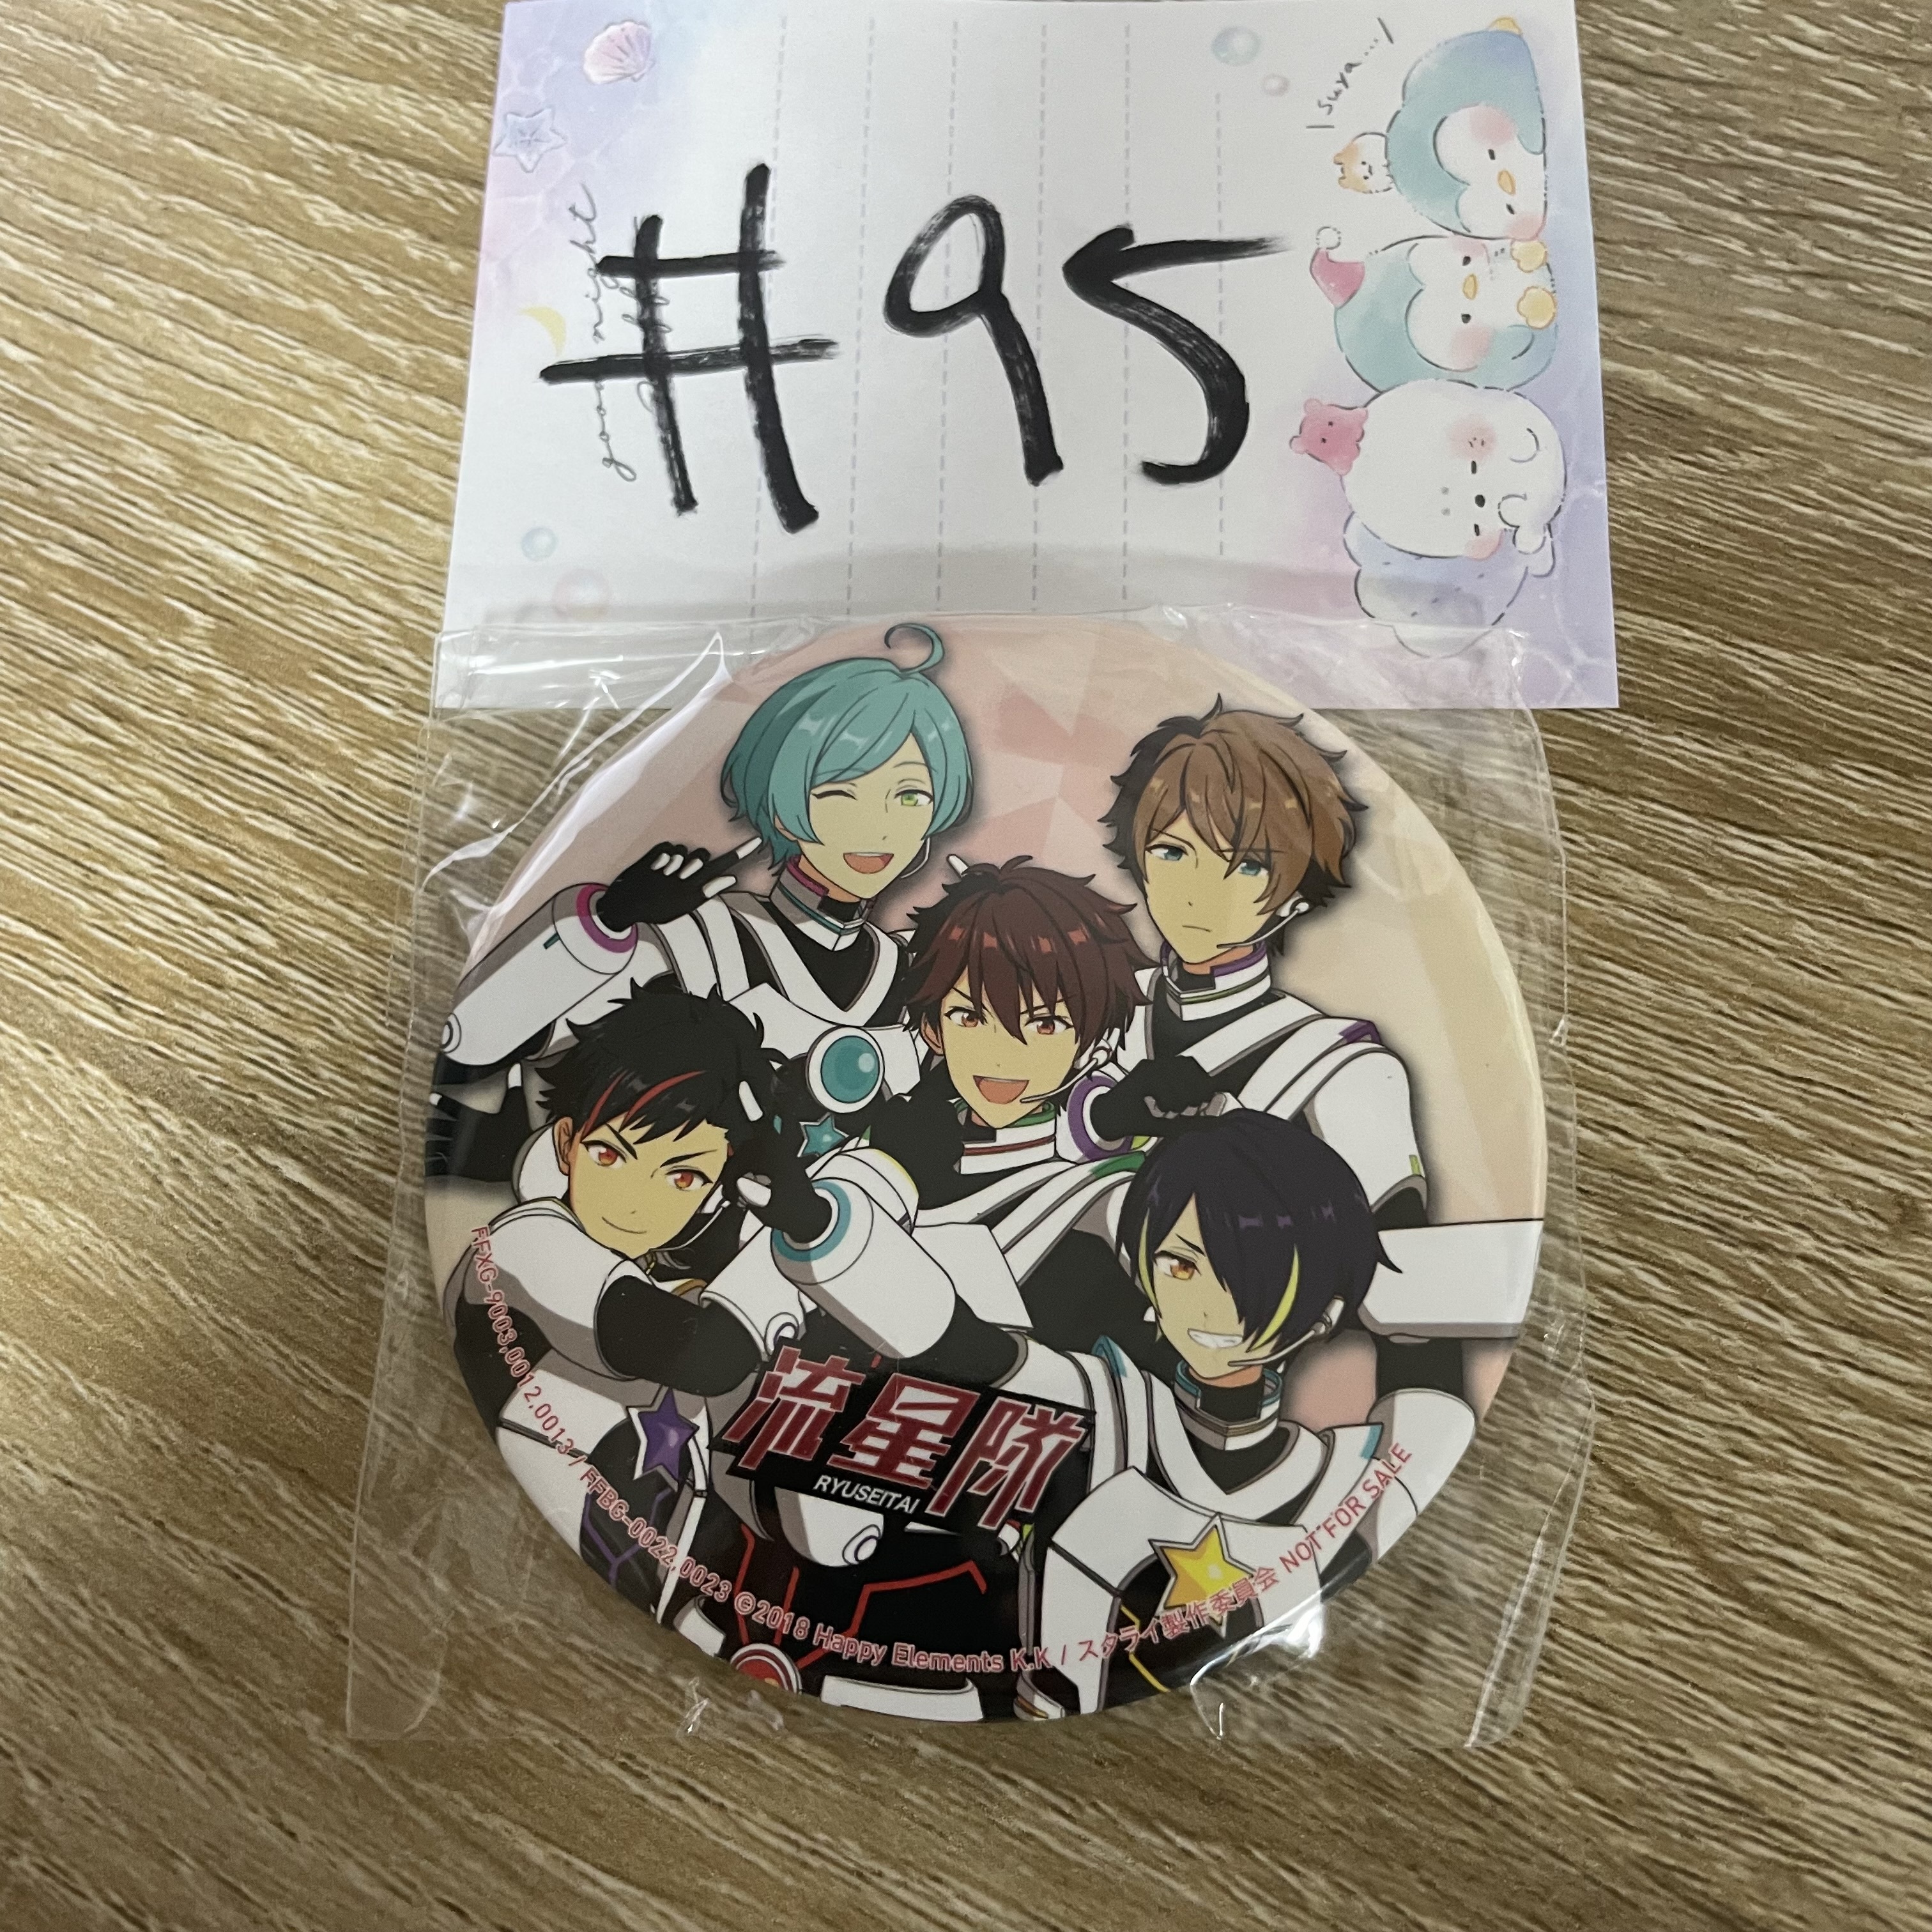 \suya.../
good night
#95
流星隊
RYUSEITAI
FFXG-9003,0012,0013 / FFBG-0022,0023 ©2018 Happy Elements K.K / スタライ製作委員会 NOT FOR SALE